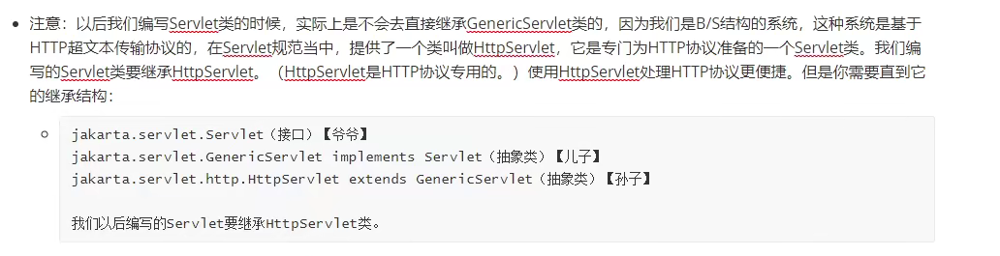 注意：以后我们编写Servlet类的时候，实际上是不会去直接继承GenericServlet类的，因为我们是B/S结构的系统，这种系统是基于
HTTP超文本传输协议的，在Servlet规范当中，提供了一个类叫做HttpServlet，它是专门为HTTP协议准备的一个Servlet类。我们编
写的Servlet类要继承HttpServlet。（HttpServlet是HTTP协议专用的。）使用HttpServlet处理HTTP协议更便捷。但是你需要直到它
的继承结构：
jakarta.servlet.Servlet（接口）【爷爷】
jakarta.servlet.GenericServlet implements Servlet（抽象类）【儿子】
jakarta.servlet.http.HttpServlet extends GenericServlet（抽象类）【孙子】
我们以后编写的Servlet要继承HttpServlet类。